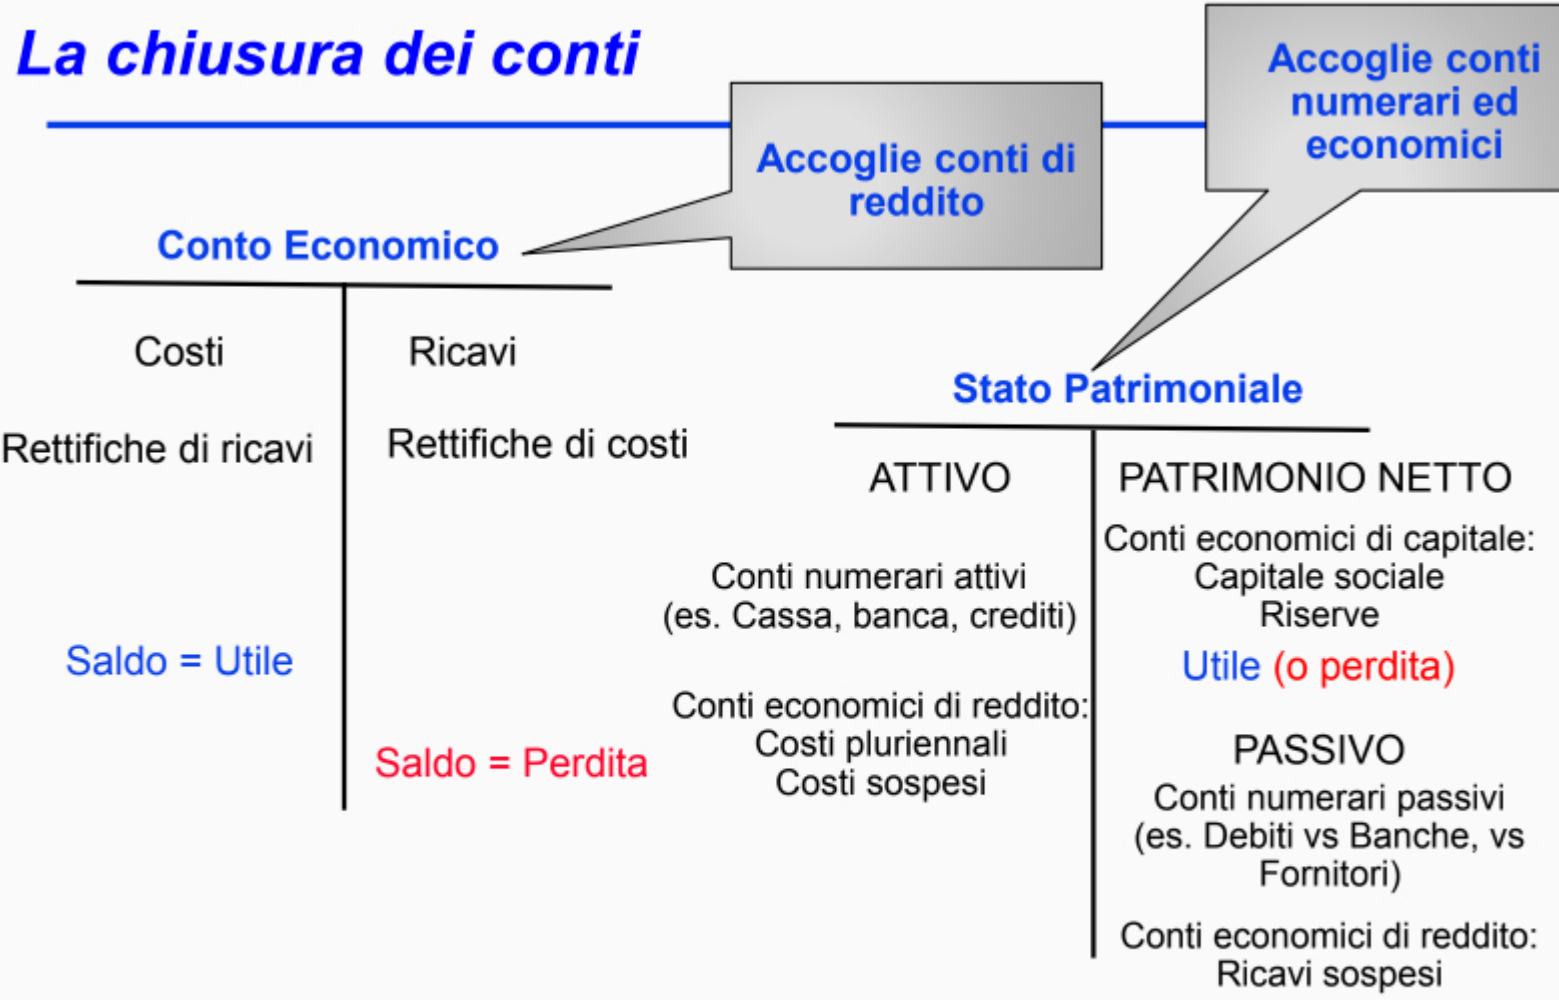 La chiusura dei conti
Accoglie conti di
reddito
Accoglie conti
numerari ed
economici
Conto Economico
Costi
Ricavi
Rettifiche di ricavi
Rettifiche di costi
Saldo = Utile
Saldo = Perdita
Stato Patrimoniale
ATTIVO
Conti numerari attivi
(es. Cassa, banca, crediti)
Conti economici di reddito:
Costi pluriennali
Costi sospesi
PATRIMONIO NETTO
Conti economici di capitale:
Capitale sociale
Riserve
Utile (o perdita)
PASSIVO
Conti numerari passivi
(es. Debiti vs Banche, vs
Fornitori)
Conti economici di reddito:
Ricavi sospesi